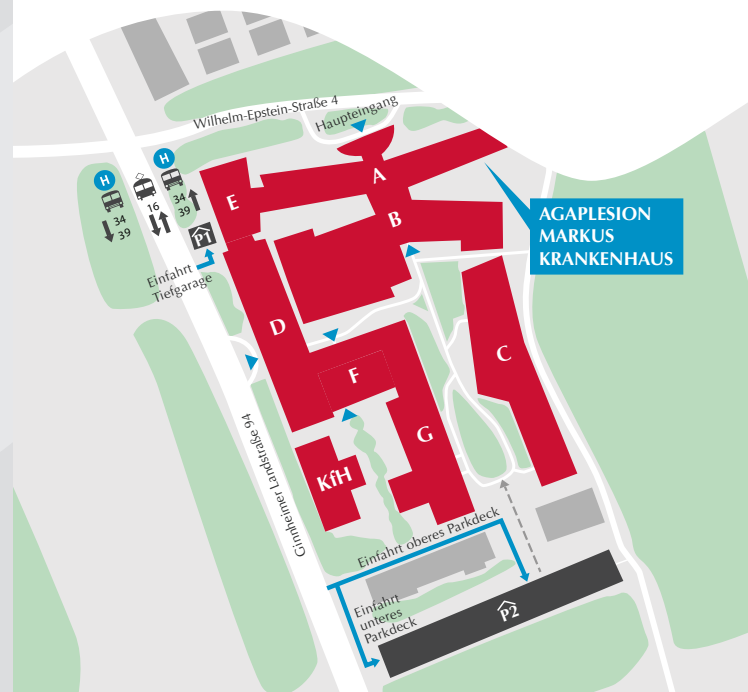 Wilhelm-Epstein-Straße 4
Haupteingang
H
H
A
E
34
39
16
34
39
B
AGAPLESION
MARKUS
KRANKENHAUS
P1
Einfahrt
Tiefgarage
D
C
F
G
KfH
Ginnheimer Landstraße 94
Einfahrt oberes Parkdeck
Einfahrt
unteres
Parkdeck
P2